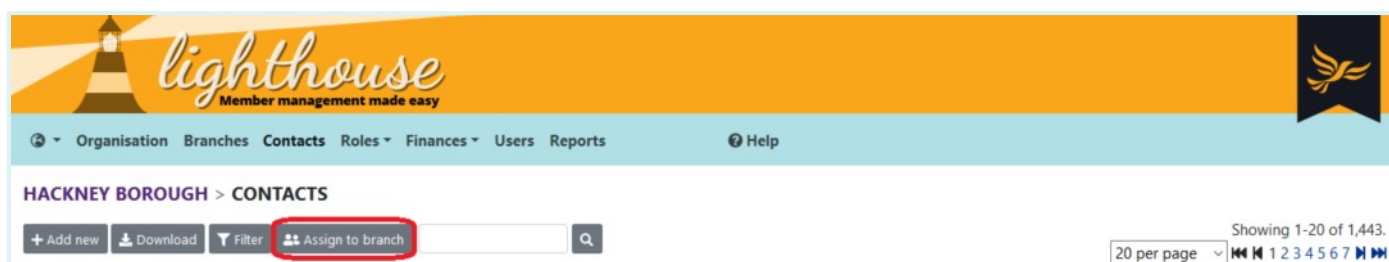 lighthouse
Member management made easy
Organisation Branches Contacts Roles Finances Users Reports Help
HACKNEY BOROUGH > CONTACTS
+ Add new Download Filter Assign to branch
Showing 1-20 of 1,443.
20 per page 1 2 3 4 5 6 7